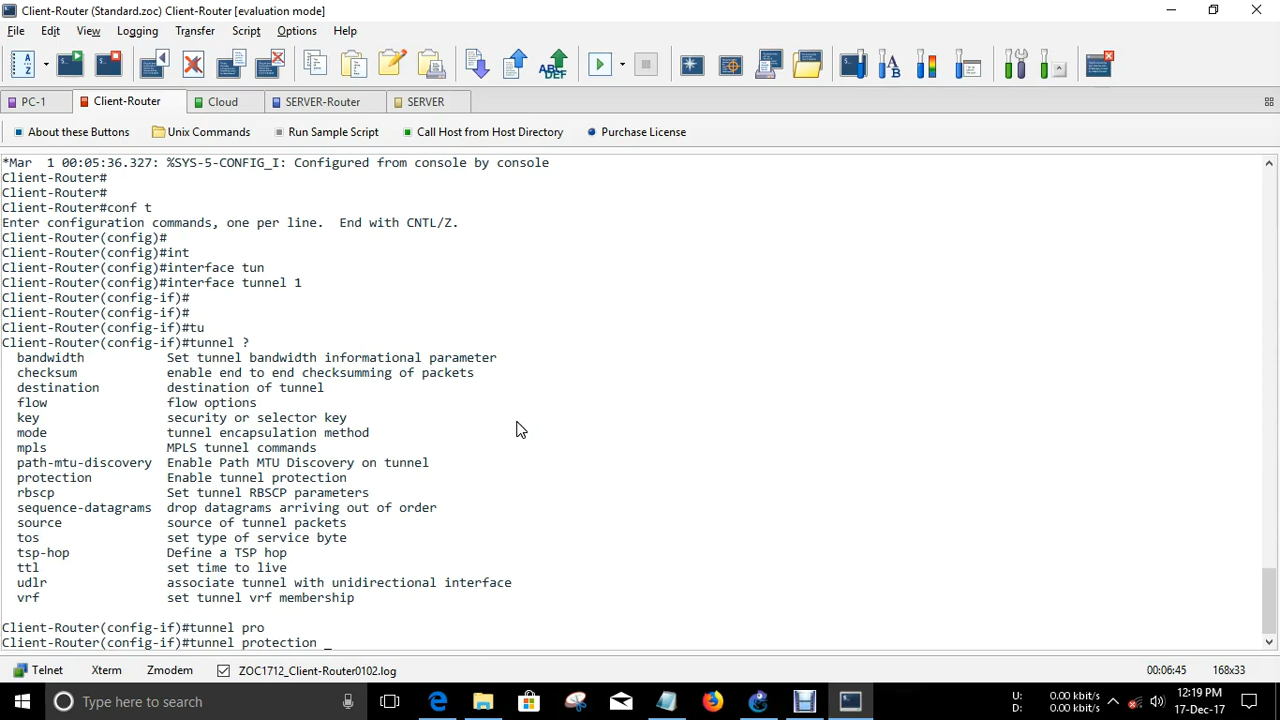 Client-Router (Standard.zoc) Client-Router [evaluation mode]
File Edit View Logging Transfer Script Options Help
PC-1 Client-Router Cloud SERVER-Router SERVER
About these Buttons Unix Commands Run Sample Script Call Host from Host Directory Purchase License
*Mar  1 00:05:36.327: %SYS-5-CONFIG_I: Configured from console by console
Client-Router#
Client-Router#
Client-Router#conf t
Enter configuration commands, one per line.  End with CNTL/Z.
Client-Router(config)#
Client-Router(config)#int
Client-Router(config)#interface tun
Client-Router(config)#interface tunnel 1
Client-Router(config-if)#
Client-Router(config-if)#
Client-Router(config-if)#tu
Client-Router(config-if)#tunnel ?
bandwidth Set tunnel bandwidth informational parameter
checksum enable end to end checksumming of packets
destination destination of tunnel
flow flow options
key security or selector key
mode tunnel encapsulation method
mpls MPLS tunnel commands
path-mtu-discovery Enable Path MTU Discovery on tunnel
protection Enable tunnel protection
rbscp Set tunnel RBSCP parameters
sequence-datagrams drop datagrams arriving out of order
source source of tunnel packets
tos set type of service byte
tsp-hop Define a TSP hop
ttl set time to live
udlr associate tunnel with unidirectional interface
vrf set tunnel vrf membership
Client-Router(config-if)#tunnel pro
Client-Router(config-if)#tunnel protection _
Telnet Xterm Zmodem ZOC1712_Client-Router0102.log 00:06:45 168x33
Type here to search
U: 0.00 kbit/s
D: 0.00 kbit/s
12:19 PM
17-Dec-17